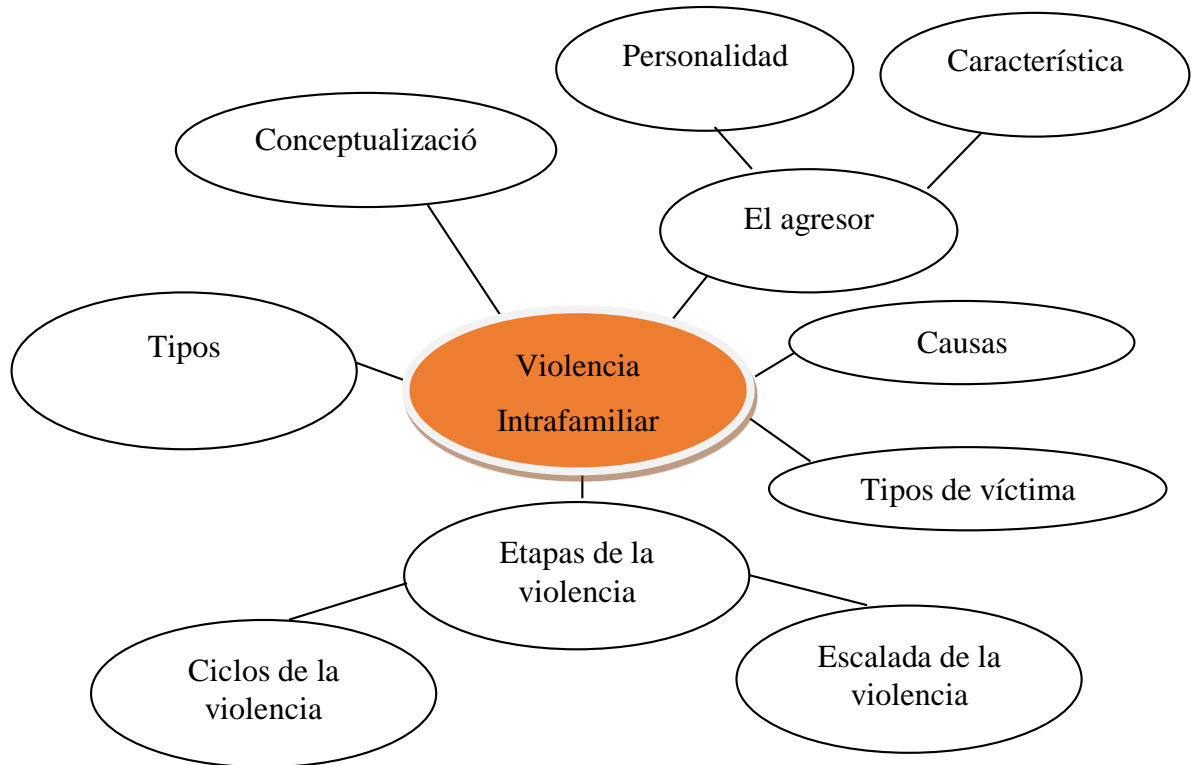 Personalidad
Característica
Conceptualizació
El agresor
Tipos
Causas
Violencia
Intrafamiliar
Tipos de víctima
Etapas de la
violencia
Ciclos de la
violencia
Escalada de la
violencia